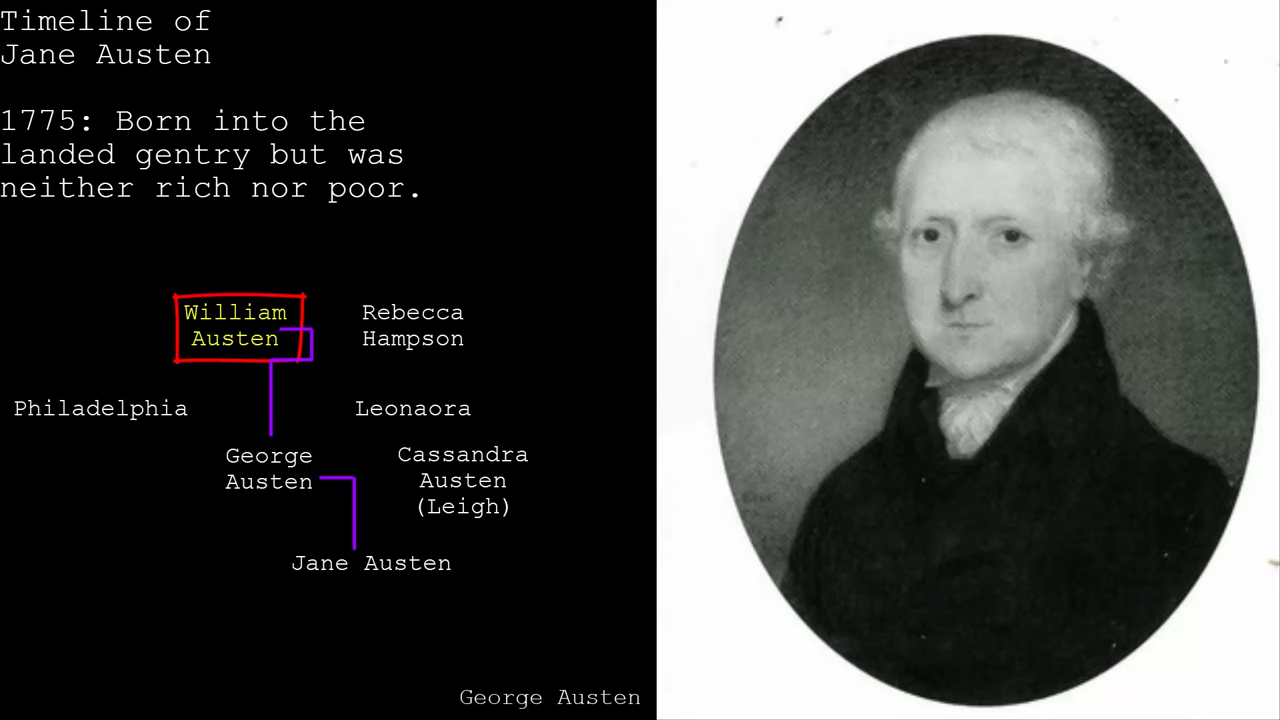 Timeline of
Jane Austen
1775: Born into the
landed gentry but was
neither rich nor poor.
William
Austen
Rebecca
Hampson
Philadelphia
Leonaora
George
Austen
Cassandra
Austen
(Leigh)
Jane Austen
George Austen